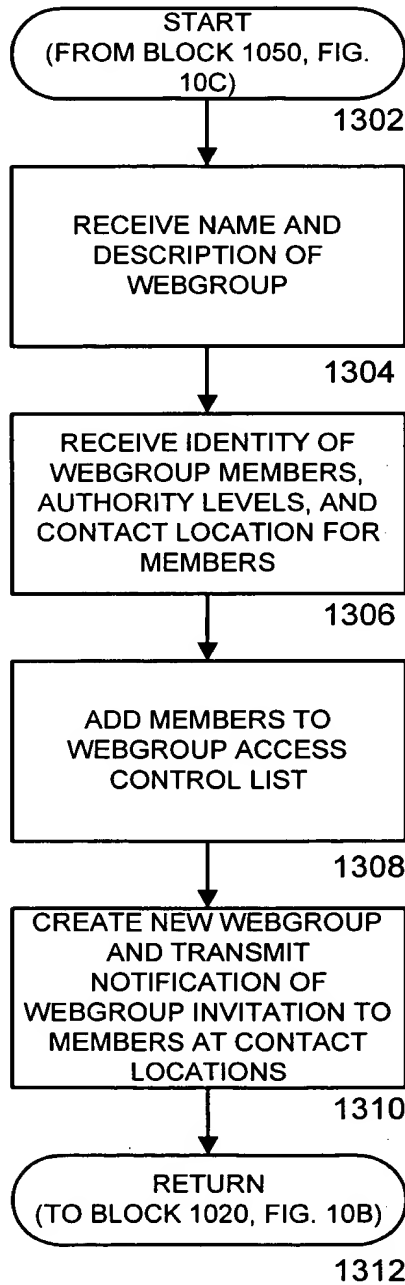 START
(FROM BLOCK 1050, FIG.
10C)
1302
RECEIVE NAME AND
DESCRIPTION OF
WEBGROUP
1304
RECEIVE IDENTITY OF
WEBGROUP MEMBERS,
AUTHORITY LEVELS, AND
CONTACT LOCATION FOR
MEMBERS
1306
ADD MEMBERS TO
WEBGROUP ACCESS
CONTROL LIST
1308
CREATE NEW WEBGROUP
AND TRANSMIT
NOTIFICATION OF
WEBGROUP INVITATION TO
MEMBERS AT CONTACT
LOCATIONS
1310
RETURN
(TO BLOCK 1020, FIG. 10B)
1312